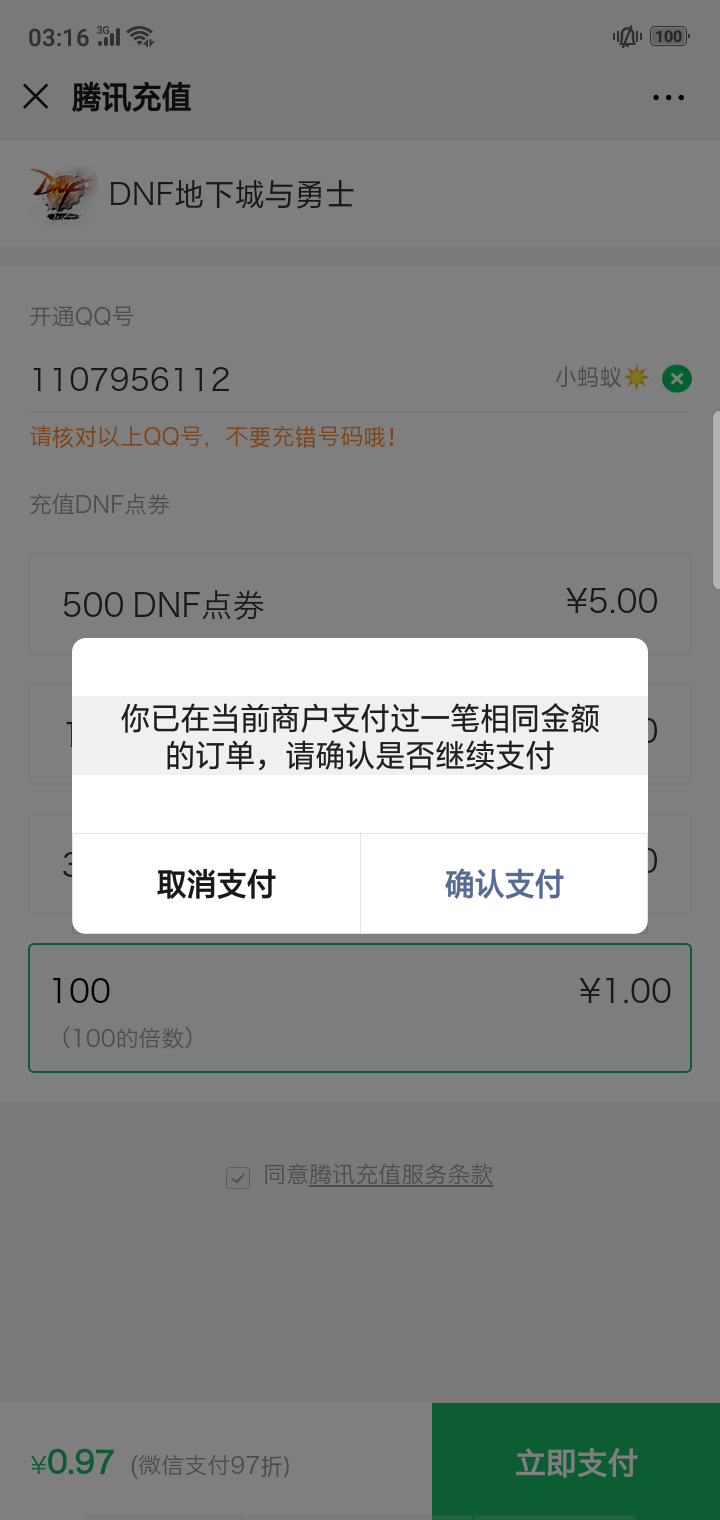 03:16 3G 100
腾讯充值
DNF地下城与勇士
开通QQ号
1107956112 小蚂蚁
请核对以上QQ号，不要充错号码哦！
充值DNF点券
500 DNF点券 ¥5.00
你已在当前商户支付过一笔相同金额
的订单，请确认是否继续支付
取消支付 确认支付
100 ¥1.00
（100的倍数）
同意腾讯充值服务条款
¥0.97 (微信支付97折) 立即支付